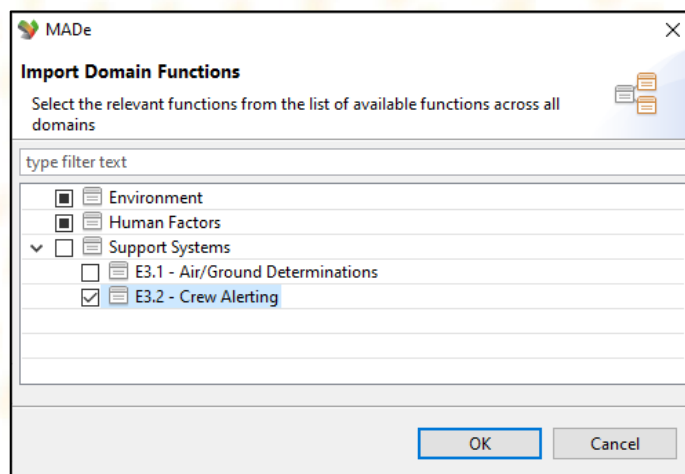 MADe
Import Domain Functions
Select the relevant functions from the list of available functions across all
domains
type filter text
Environment
Human Factors
Support Systems
E3.1 - Air/Ground Determinations
E3.2 - Crew Alerting
OK Cancel